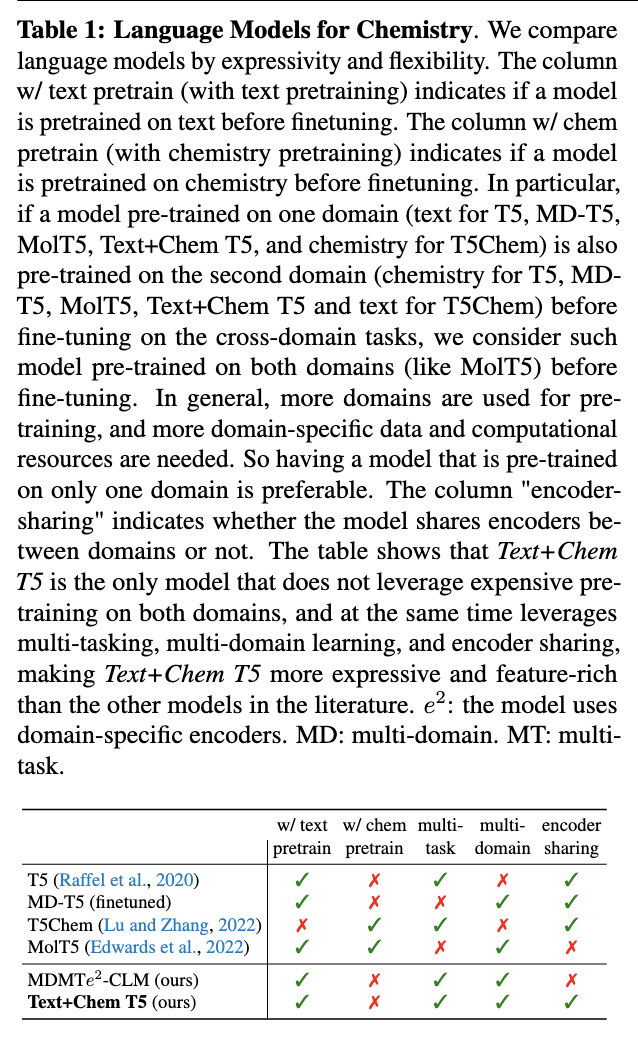 Table 1: Language Models for Chemistry. We compare
language models by expressivity and flexibility. The column
w/ text pretrain (with text pretraining) indicates if a model
is pretrained on text before finetuning. The column w/ chem
pretrain (with chemistry pretraining) indicates if a model
is pretrained on chemistry before finetuning. In particular,
if a model pre-trained on one domain (text for T5, MD-T5,
MolT5, Text+Chem T5, and chemistry for T5Chem) is also
pre-trained on the second domain (chemistry for T5, MD-
T5, MolT5, Text+Chem T5 and text for T5Chem) before
fine-tuning on the cross-domain tasks, we consider such
model pre-trained on both domains (like MolT5) before
fine-tuning. In general, more domains are used for pre-
training, and more domain-specific data and computational
resources are needed. So having a model that is pre-trained
on only one domain is preferable. The column "encoder-
sharing" indicates whether the model shares encoders be-
tween domains or not. The table shows that Text+Chem
T5 is the only model that does not leverage expensive pre-
training on both domains, and at the same time leverages
multi-tasking, multi-domain learning, and encoder sharing,
making Text+Chem T5 more expressive and feature-rich
than the other models in the literature. e²: the model uses
domain-specific encoders. MD: multi-domain. MT: multi-
task.
w/ text w/ chem multi- multi- encoder
pretrain pretrain task domain sharing
T5 (Raffel et al., 2020) ✓ ✗ ✓ ✗ ✓
MD-T5 (finetuned) ✓ ✗ ✗ ✓ ✓
T5Chem (Lu and Zhang, 2022) ✗ ✓ ✓ ✗ ✓
MolT5 (Edwards et al., 2022) ✓ ✓ ✗ ✓ ✗
MDMTe²-CLM (ours) ✓ ✗ ✓ ✓ ✗
Text+Chem T5 (ours) ✓ ✗ ✓ ✓ ✓